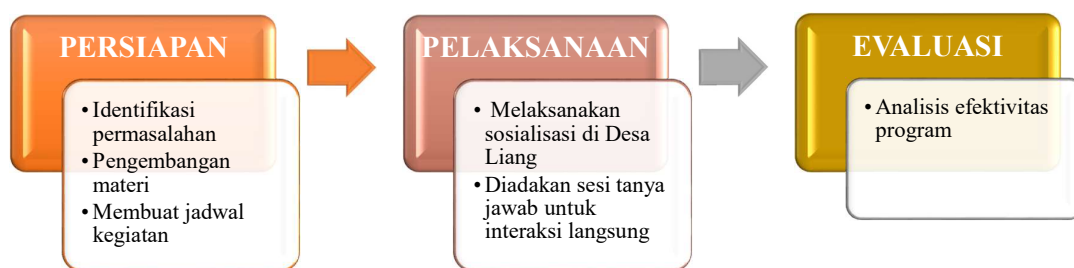 PERSIAPAN
• Identifikasi
permasalahan
• Pengembangan
materi
• Membuat jadwal
kegiatan
PELAKSANAAN
• Melaksanakan
sosialisasi di Desa
Liang
• Diadakan sesi tanya
jawab untuk
interaksi langsung
EVALUASI
• Analisis efektivitas
program